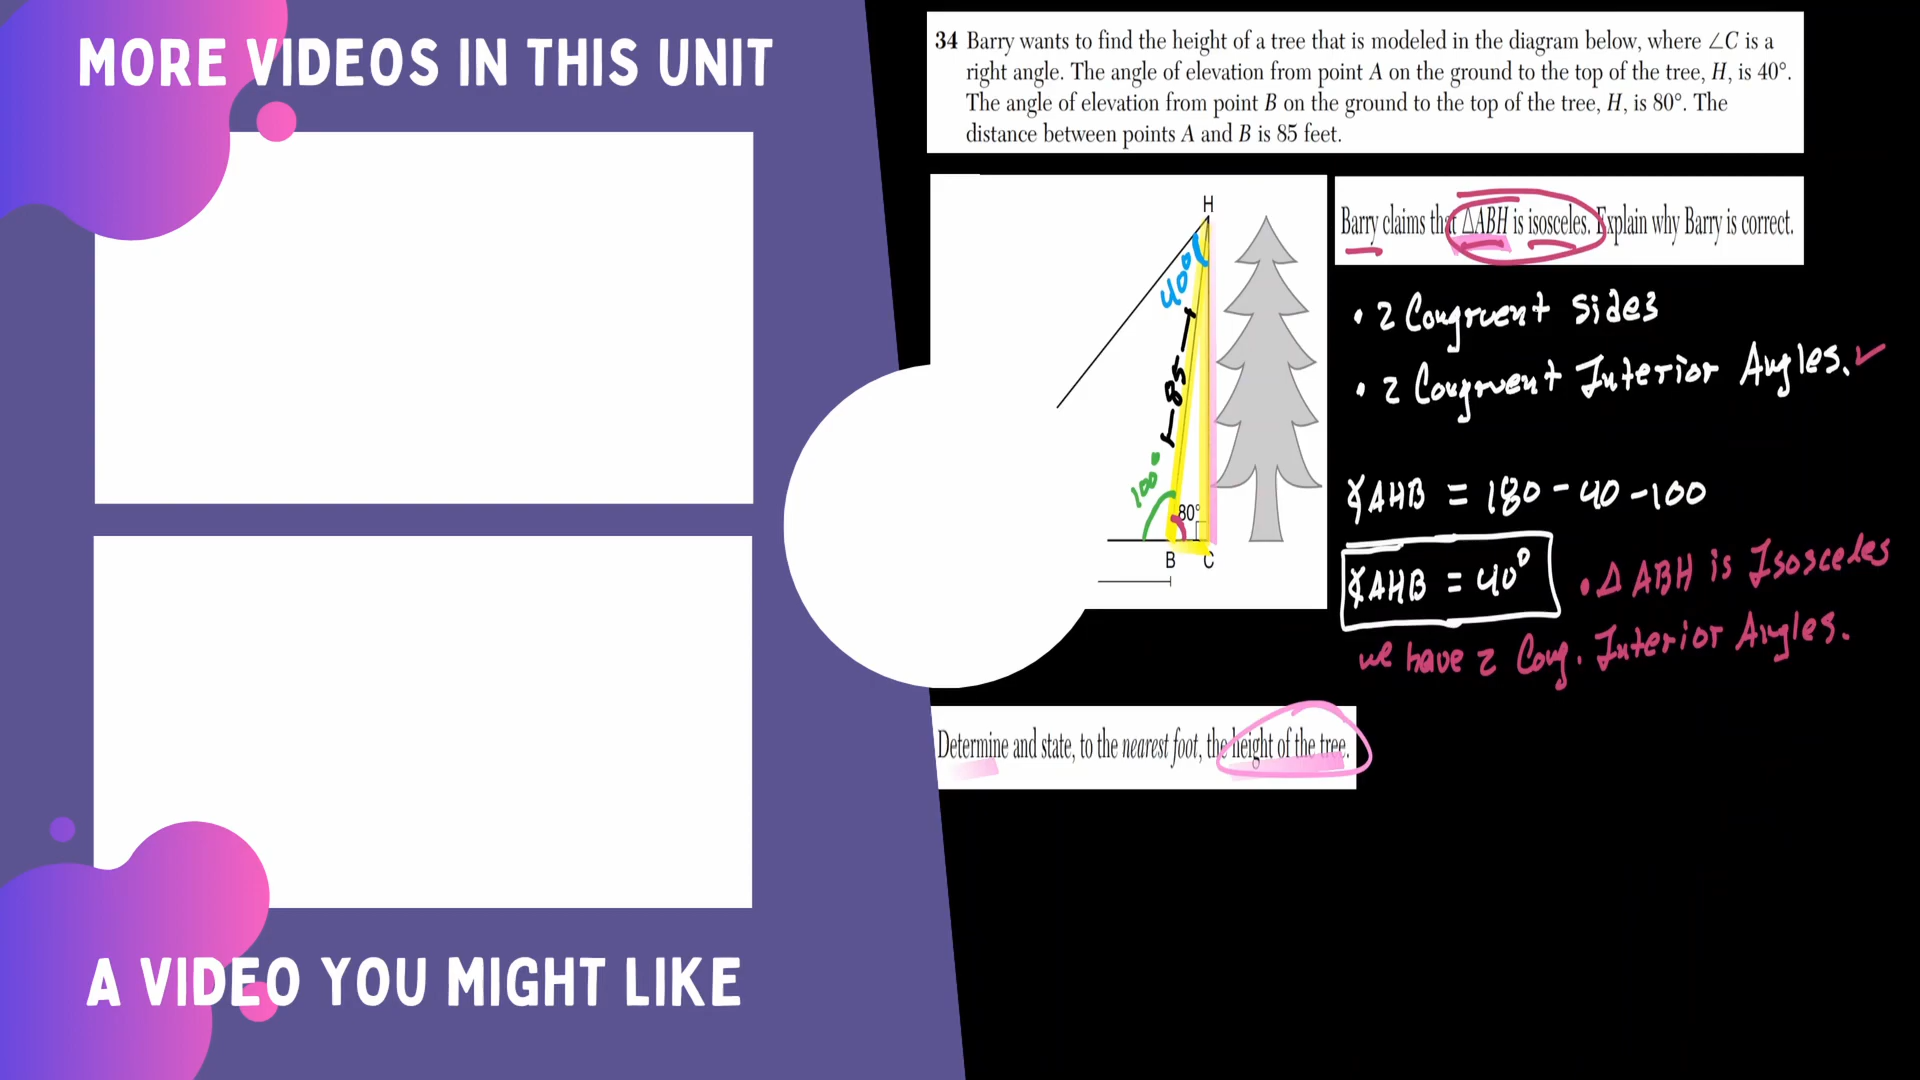 MORE VIDEOS IN THIS UNIT
A VIDEO YOU MIGHT LIKE
34 Barry wants to find the height of a tree that is modeled in the diagram below, where ∠C is a
right angle. The angle of elevation from point A on the ground to the top of the tree, H, is 40°.
The angle of elevation from point B on the ground to the top of the tree, H, is 80°. The
distance between points A and B is 85 feet.
H
40°
85
100°
80°
B C
Barry claims that △ABH is isosceles. Explain why Barry is correct.
• 2 Congruent Sides
• 2 Congruent Interior Angles. ✓
∡AHB = 180 - 40 - 100
∡AHB = 40°
• △ ABH is Isosceles
we have 2 Cong. Interior Angles.
Determine and state, to the nearest foot, the height of the tree.